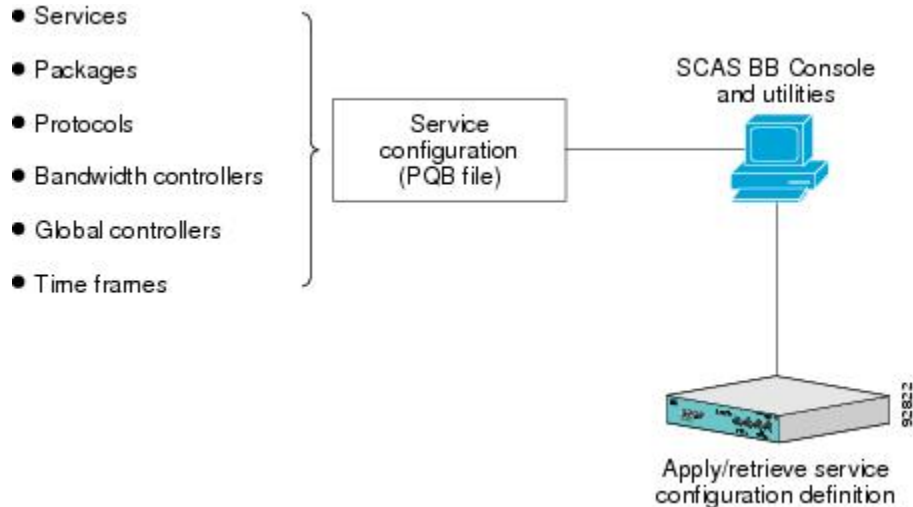 Services
Packages
Protocols
Bandwidth controllers
Global controllers
Time frames
Service
configuration
(PQB file)
SCAS BB Console
and utilities
92822
Apply/retrieve service
configuration definition